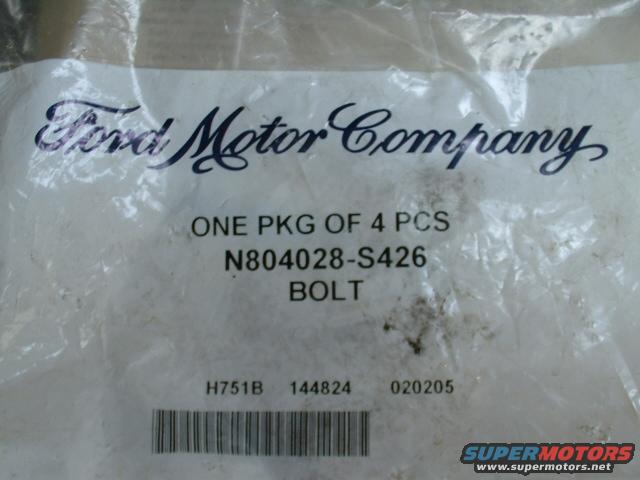 Ford Motor Company
ONE PKG OF 4 PCS
N804028-S426
BOLT
H751B 144824 020205
SUPERMOTORS
www.supermotors.net